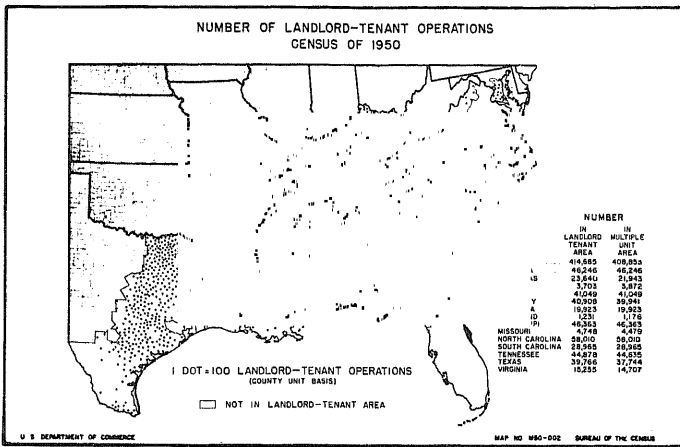 NUMBER OF LANDLORD-TENANT OPERATIONS
CENSUS OF 1950
NUMBER
IN LANDLORD TENANT AREA
IN MULTIPLE UNIT AREA
414,685 408,853
46,246 46,246
23,640 21,943
3,703 3,872
41,049 41,049
40,908 39,941
19,923 19,923
1,231 1,176
46,363 46,363
MISSOURI 4,748 4,479
NORTH CAROLINA 58,010 58,010
SOUTH CAROLINA 28,965 28,965
TENNESSEE 44,878 44,635
TEXAS 39,766 37,744
VIRGINIA 15,255 14,707
1 DOT = 100 LANDLORD-TENANT OPERATIONS
(COUNTY UNIT BASIS)
NOT IN LANDLORD-TENANT AREA
U S DEPARTMENT OF COMMERCE
MAP NO M50-002 BUREAU OF THE CENSUS